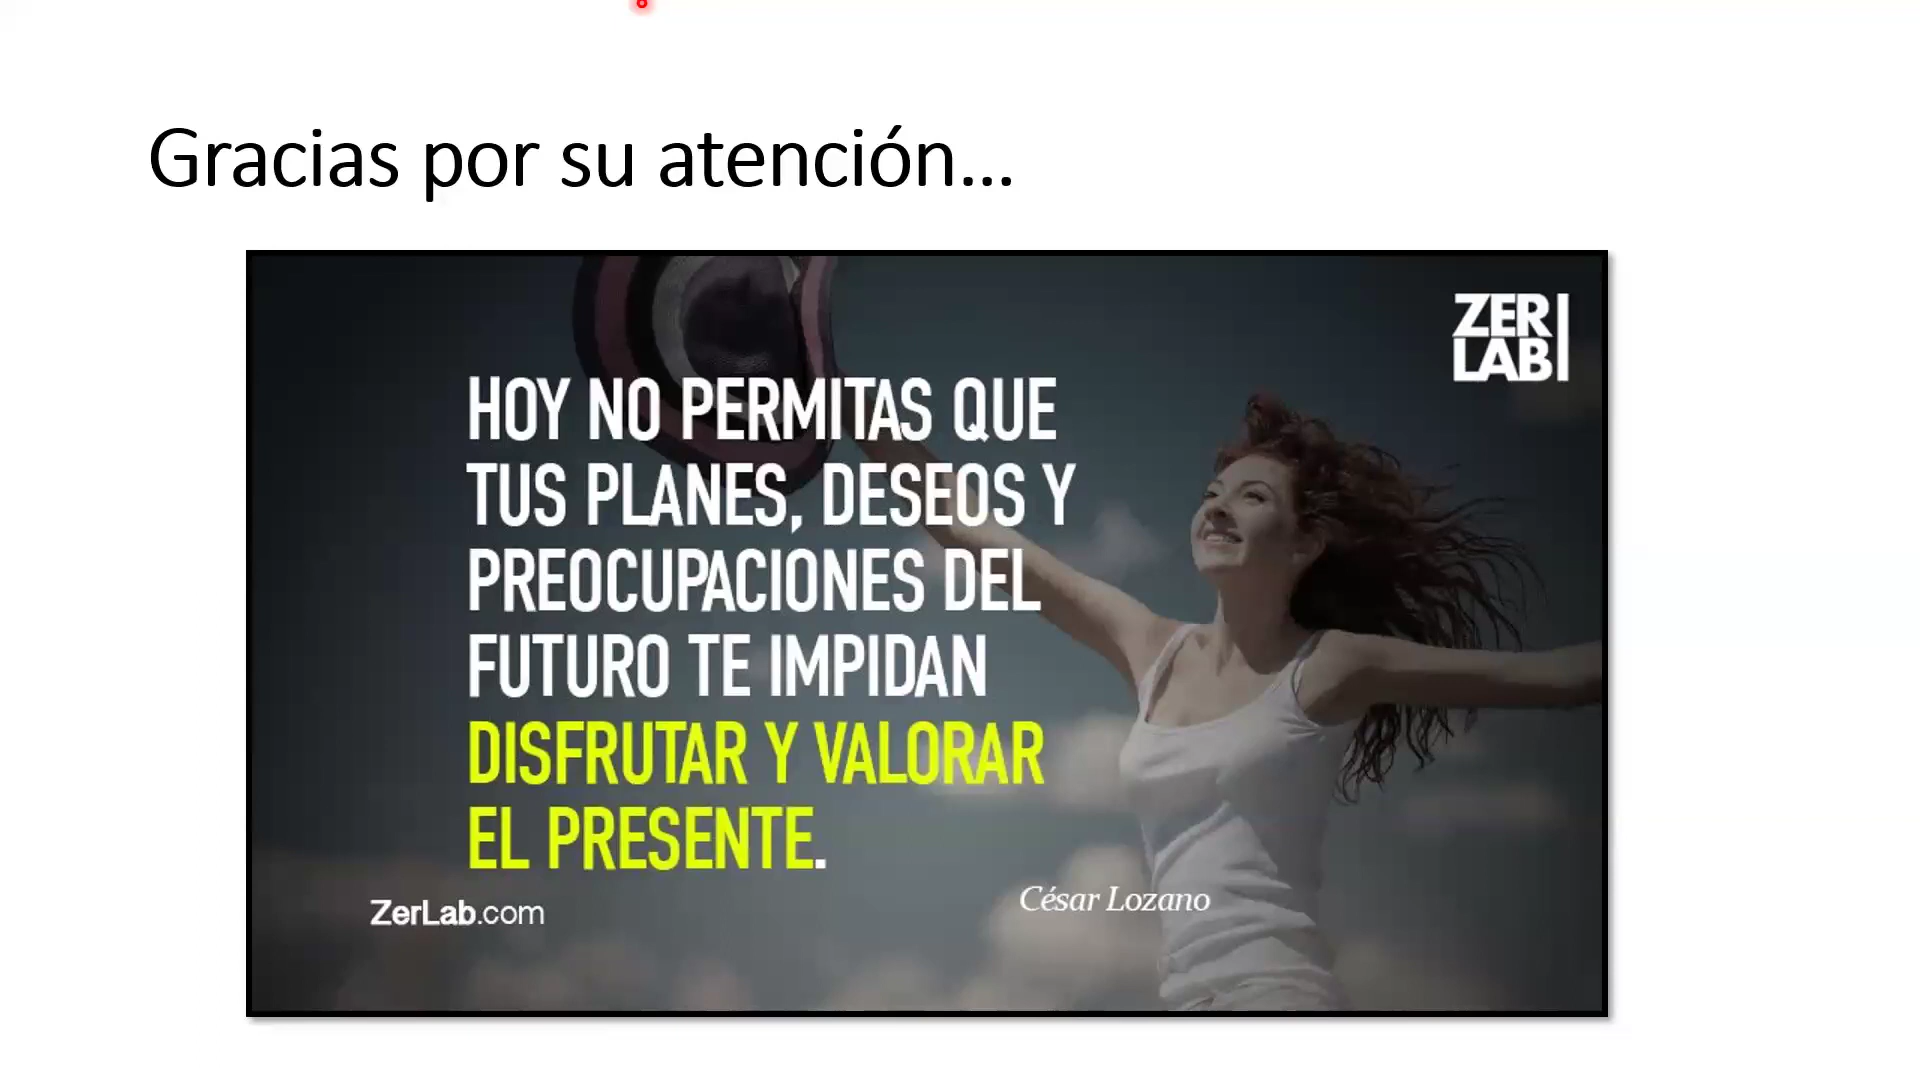 Gracias por su atención...
ZER
LAB
HOY NO PERMITAS QUE
TUS PLANES, DESEOS Y
PREOCUPACIONES DEL
FUTURO TE IMPIDAN
DISFRUTAR Y VALORAR
EL PRESENTE.
César Lozano
ZerLab.com